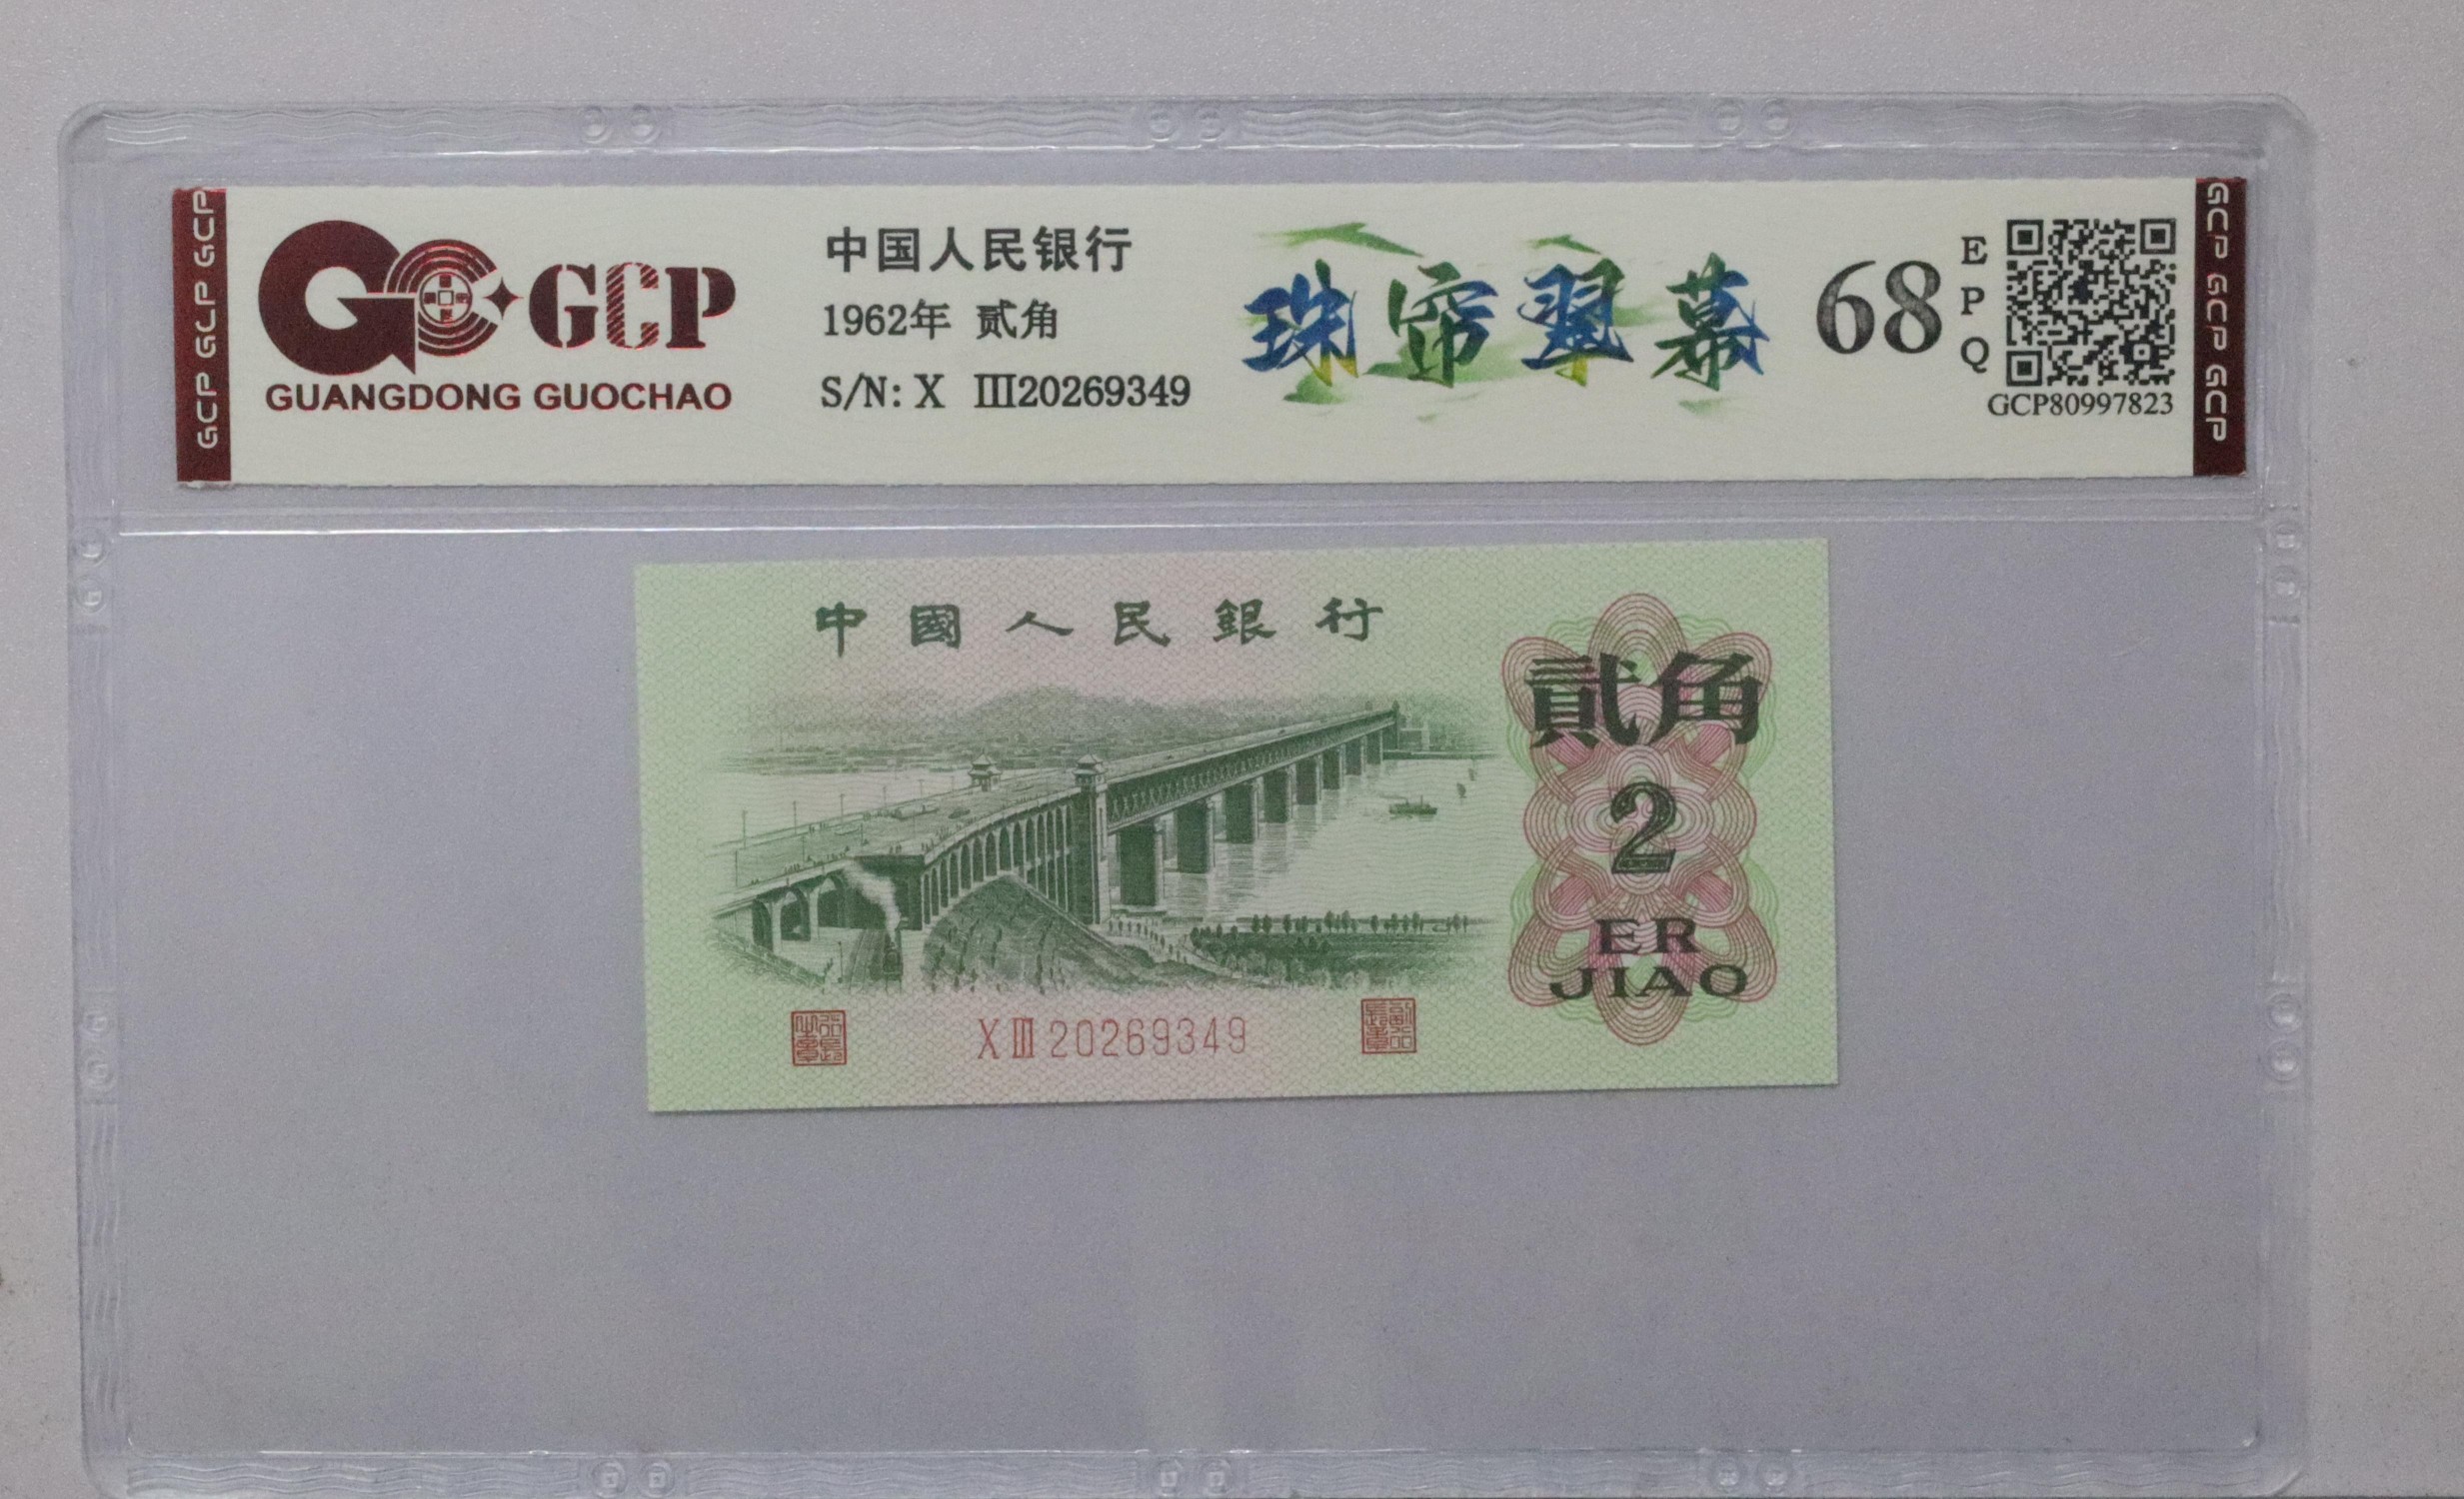 GCP GCP GCP
GCP
GUANGDONG GUOCHAO
中国人民银行
1962年 贰角
S/N: X Ⅲ20269349
珠帘翠幕
68
EPQ
GCP80997823
GCP GCP GCP
中國人民銀行
貳角
2
ER
JIAO
XⅢ20269349